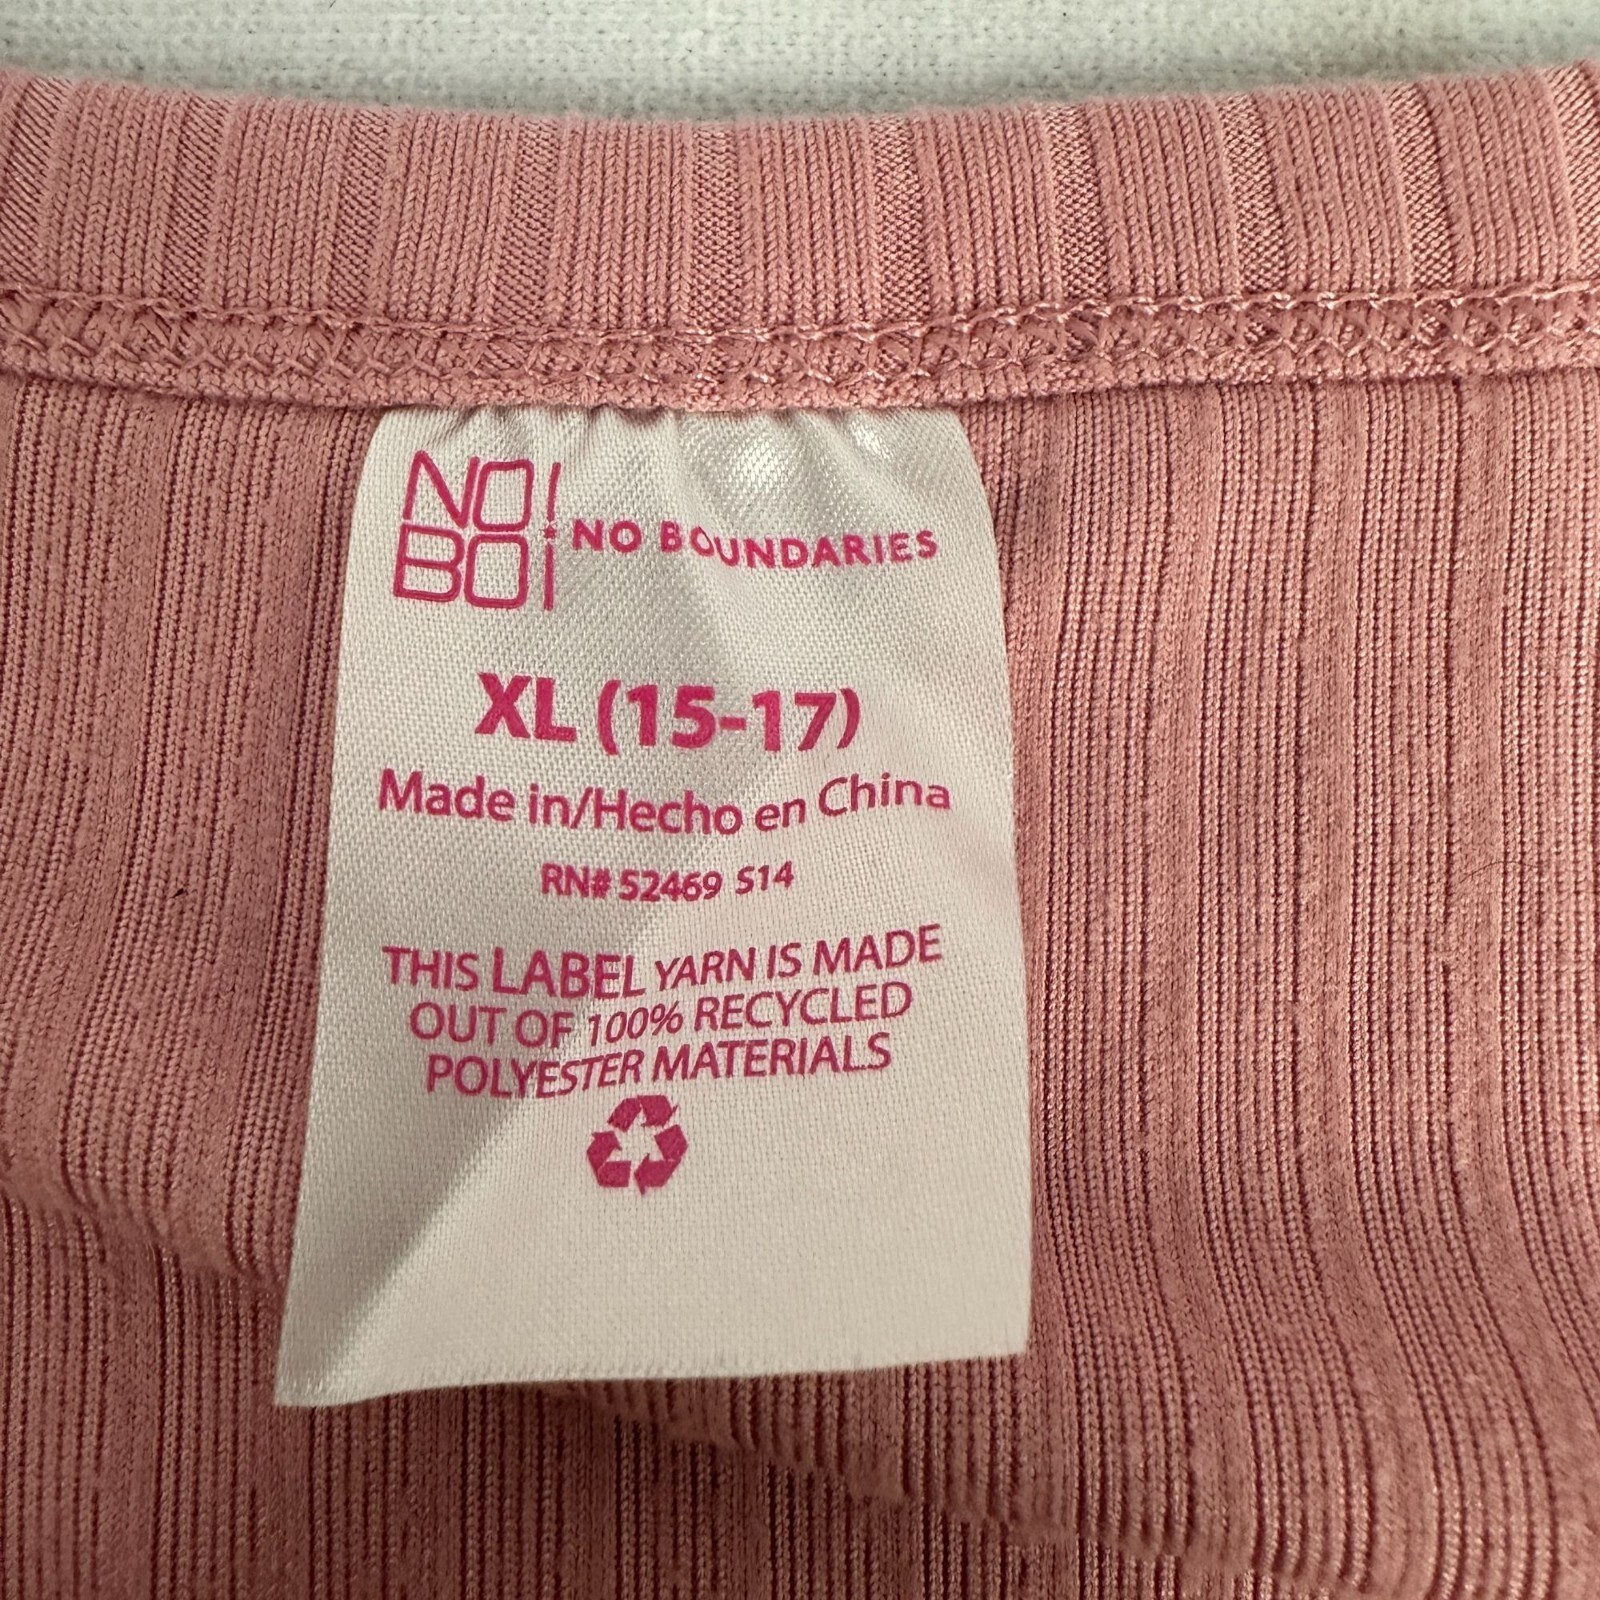 NO
BO
NO BOUNDARIES
XL (15-17)
Made in/Hecho en China
RN# 52469 S14
THIS LABEL YARN IS MADE
OUT OF 100% RECYCLED
POLYESTER MATERIALS